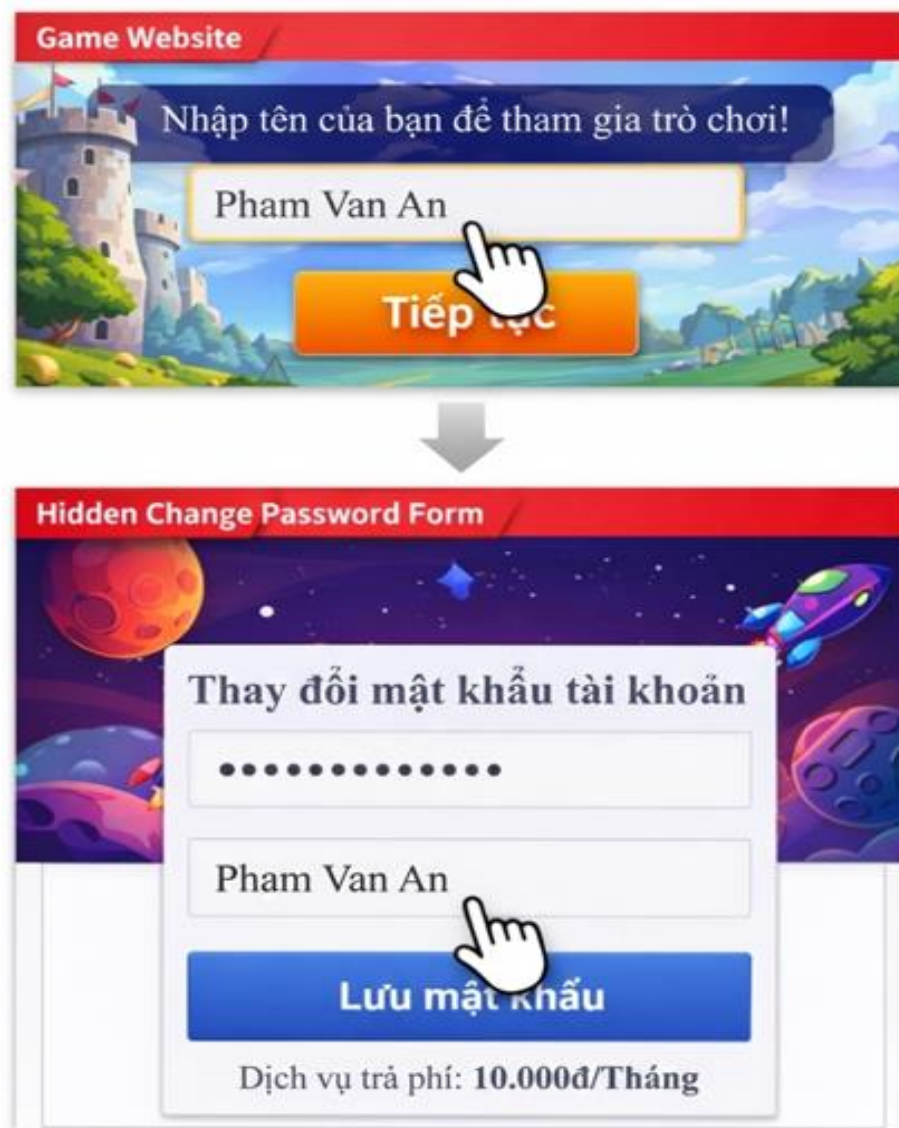 Game Website
Nhập tên của bạn để tham gia trò chơi!
Pham Van An
Tiếp tục
Hidden Change Password Form
Thay đổi mật khẩu tài khoản
•••••••••••••
Pham Van An
Lưu mật khẩu
Dịch vụ trả phí: 10.000đ/Tháng